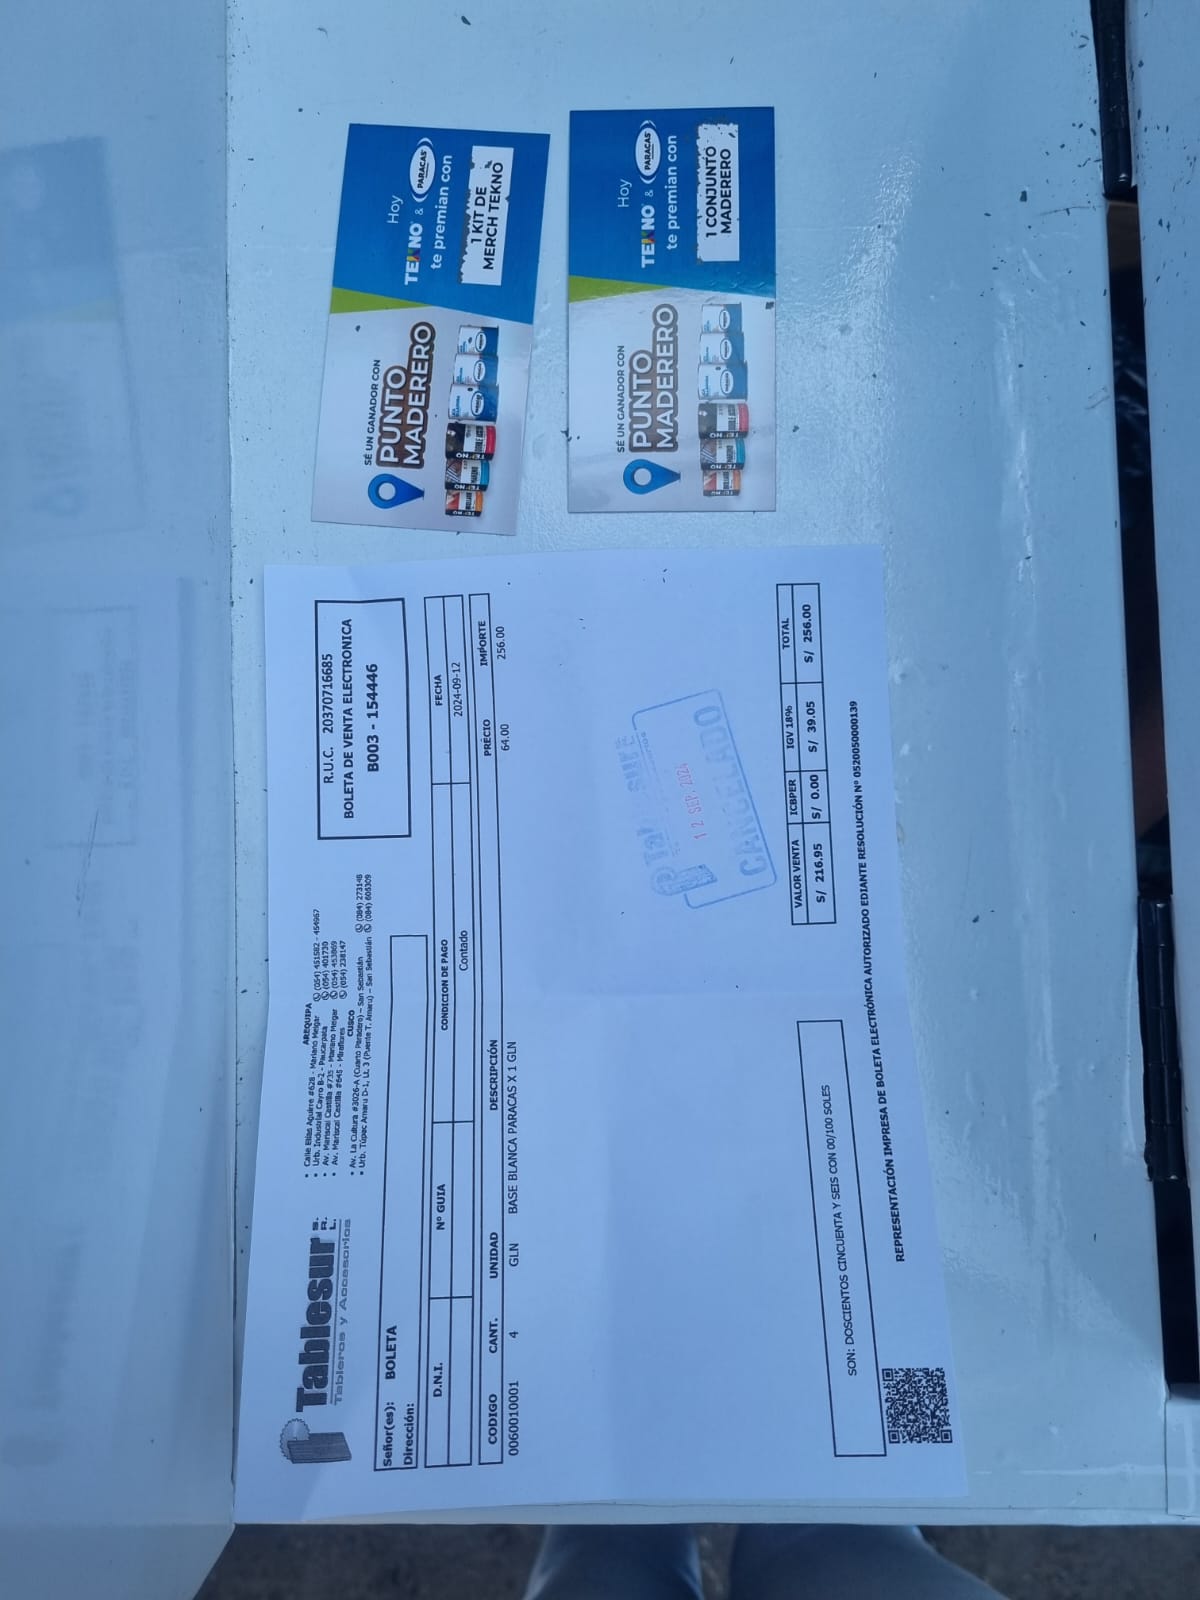 Tablesur S. R. L.
Tableros y Accesorios
AREQUIPA
• Calle Elías Aguirre #628 - Mariano Melgar (054) 451582 - 454967
• Urb. Industrial Cayro B-2 - Paucarpata (054) 401730
• Av. Mariscal Castilla #735 - Mariano Melgar (054) 453869
• Av. Mariscal Castilla #645 - Miraflores (054) 238147
CUSCO
• Av. La Cultura #3026-A (Cuarto Paradero) – San Sebastián (084) 273148
• Urb. Túpac Amaru D-1, Lt. 3 (Puente T. Amaru) – San Sebastián (084) 606309
R.U.C. 20370716685
BOLETA DE VENTA ELECTRONICA
B003 - 154446
Señor(es): BOLETA
Dirección:
D.N.I. Nº GUIA CONDICION DE PAGO FECHA
Contado 2024-09-12
CODIGO CANT. UNIDAD DESCRIPCIÓN PRECIO IMPORTE
0060010001 4 GLN BASE BLANCA PARACAS X 1 GLN 64.00 256.00
Tablesur
12 SEP. 2024
CANCELADO
VALOR VENTA ICBPER IGV 18% TOTAL
S/ 216.95 S/ 0.00 S/ 39.05 S/ 256.00
SON: DOSCIENTOS CINCUENTA Y SEIS CON 00/100 SOLES
REPRESENTACIÓN IMPRESA DE BOLETA ELECTRÓNICA AUTORIZADO EDIANTE RESOLUCIÓN N° 0520050000139
SÉ UN GANADOR CON
PUNTO
MADERERO
Hoy
TEKNO & PARACAS
te premian con
1 KIT DE
MERCH TEKNO
SÉ UN GANADOR CON
PUNTO
MADERERO
Hoy
TEKNO & PARACAS
te premian con
1 CONJUNTO
MADERERO